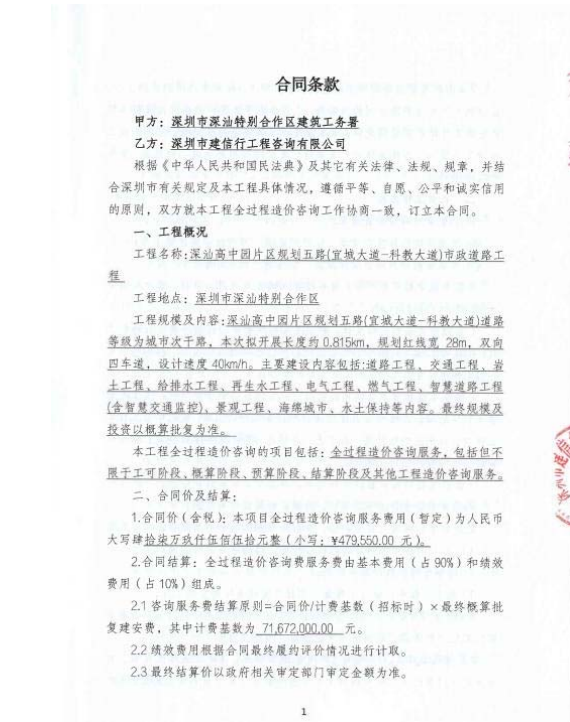 合同条款
甲方：深圳市深汕特别合作区建筑工务署
乙方：深圳市建信行工程咨询有限公司
根据《中华人民共和国民法典》及其它有关法律、法规、规章，并结
合深圳市有关规定及本工程具体情况，遵循平等、自愿、公平和诚实信用
的原则，双方就本工程全过程造价咨询工作协商一致，订立本合同。
一、工程概况
工程名称：深汕高中园片区规划五路(宜城大道-科教大道)市政道路工
程
工程地点：深圳市深汕特别合作区
工程规模及内容：深汕高中园片区规划五路(宜城大道-科教大道)道路
等级为城市次干路，本次拟开展长度约0.815km，规划红线宽 28m，双向
四车道，设计速度 40km/h。主要建设内容包括:道路工程、交通工程、岩
土工程、给排水工程、再生水工程、电气工程、燃气工程、智慧道路工程
(含智慧交通监控)、景观工程、海绵城市、水土保持等内容。最终规模及
投资以概算批复为准。
本工程全过程造价咨询的项目包括：全过程造价咨询服务，包括但不
限于工可阶段、概算阶段、预算阶段、结算阶段及其他工程造价咨询服务。
二、合同价及结算：
1.合同价（含税）：本项目全过程造价咨询服务费用（暂定）为人民币
大写肆拾柒万玖仟伍佰伍拾元整（小写：¥479,550.00 元）。
2.合同结算：全过程造价咨询费服务费由基本费用（占90%）和绩效
费用（占10%）组成。
2.1 咨询服务费结算原则=合同价/计费基数（招标时）×最终概算批
复建安费，其中计费基数为 71,672,000.00 元。
2.2 绩效费用根据合同最终履约评价情况进行计取。
2.3 最终结算价以政府相关审定部门审定金额为准。
1